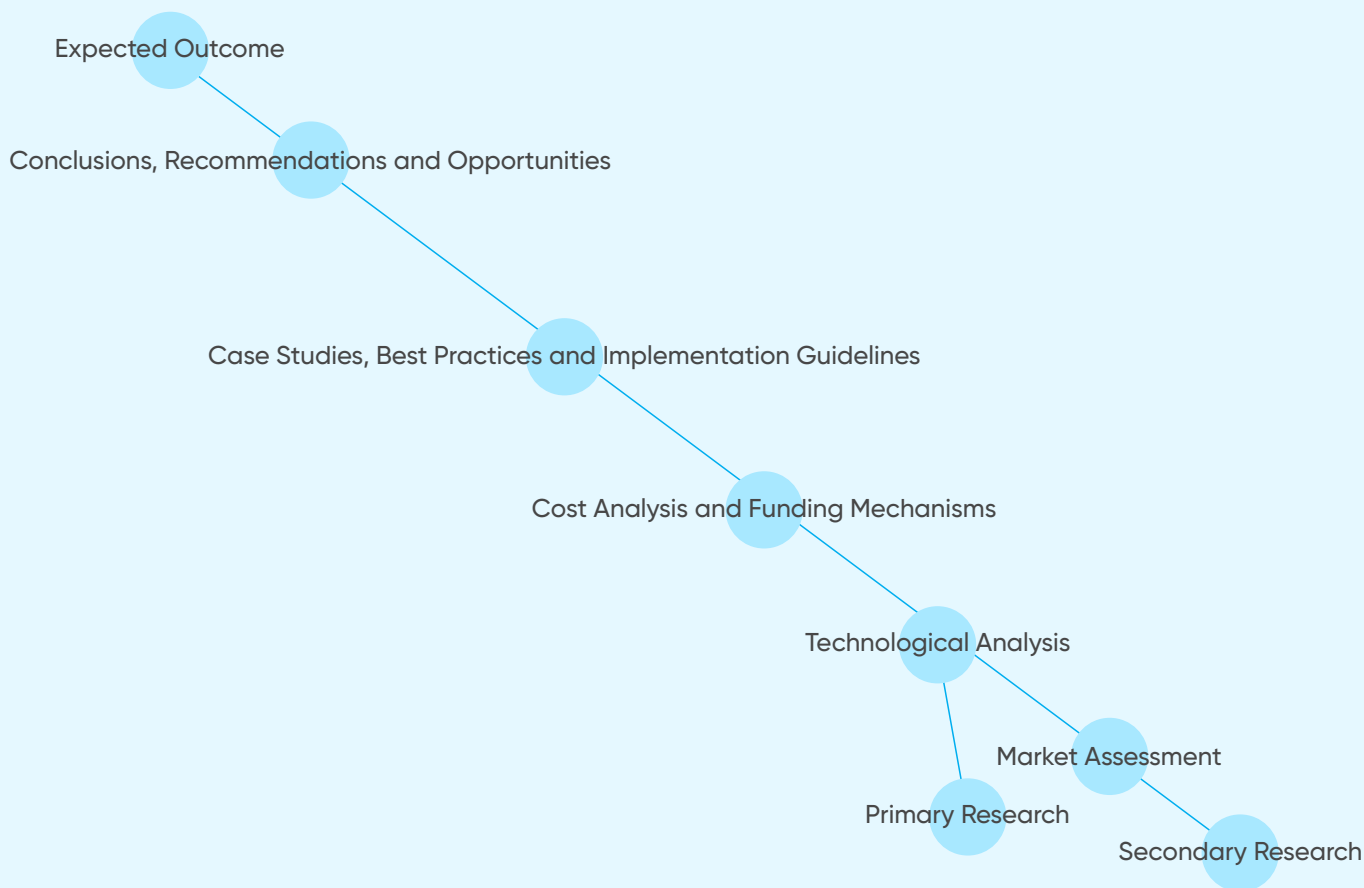 Expected Outcome
Conclusions, Recommendations and Opportunities
Case Studies, Best Practices and Implementation Guidelines
Cost Analysis and Funding Mechanisms
Technological Analysis
Market Assessment
Primary Research
Secondary Research